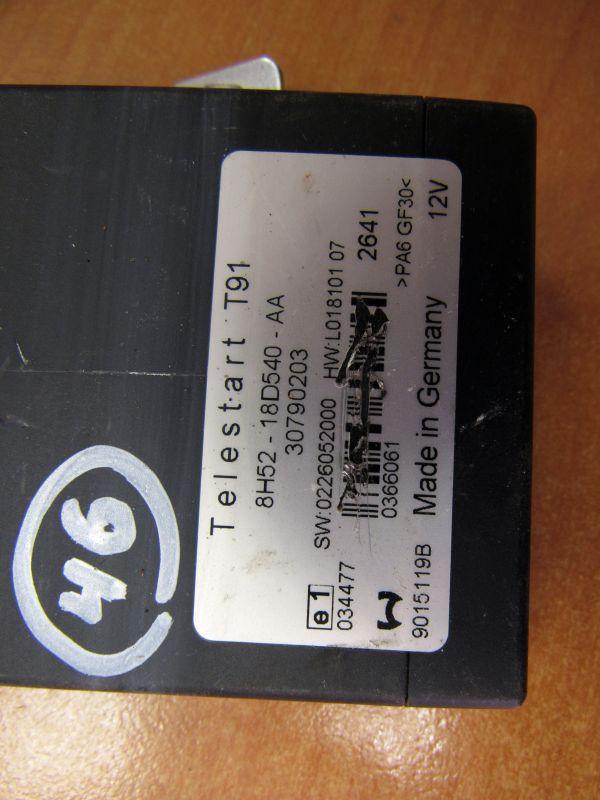 Telestart T91
8H52 - 18D540 - AA
30790203
SW:0226052000 HW:L018101 07
e1
034477
2641
0366061
>PA6 GF30<
9015119B Made in Germany 12V
46